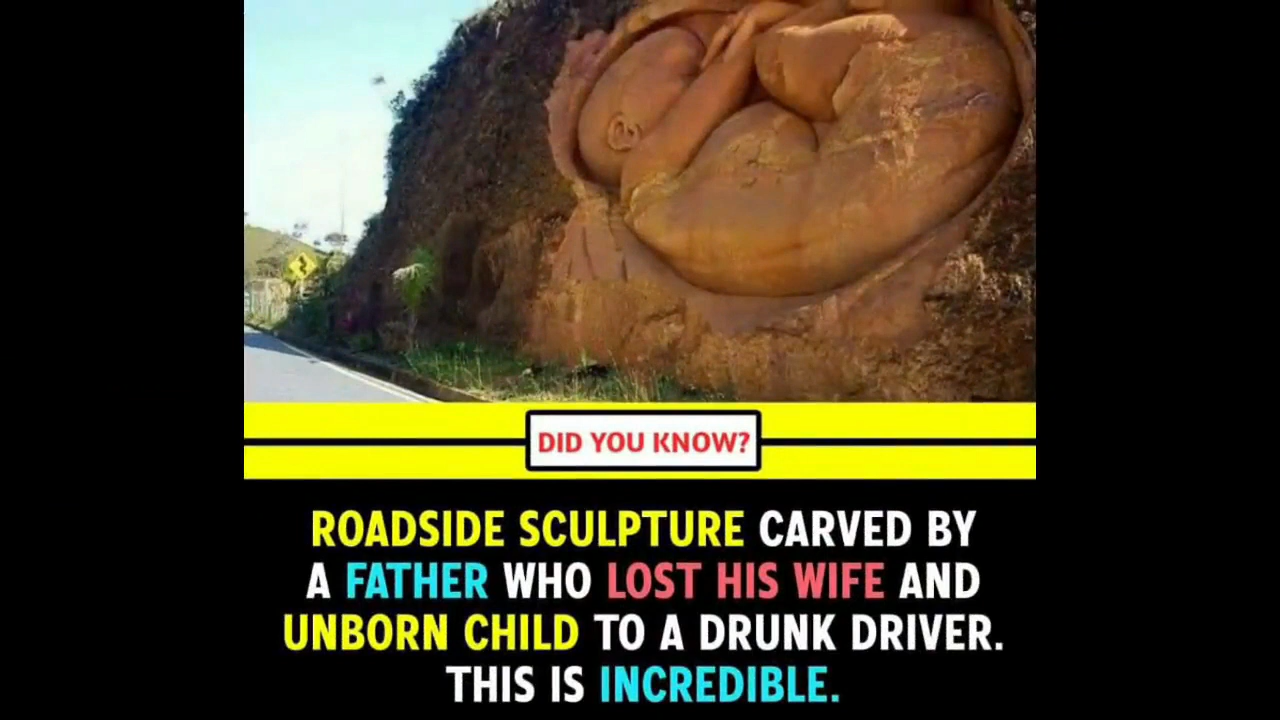 DID YOU KNOW?
ROADSIDE SCULPTURE CARVED BY
A FATHER WHO LOST HIS WIFE AND
UNBORN CHILD TO A DRUNK DRIVER.
THIS IS INCREDIBLE.